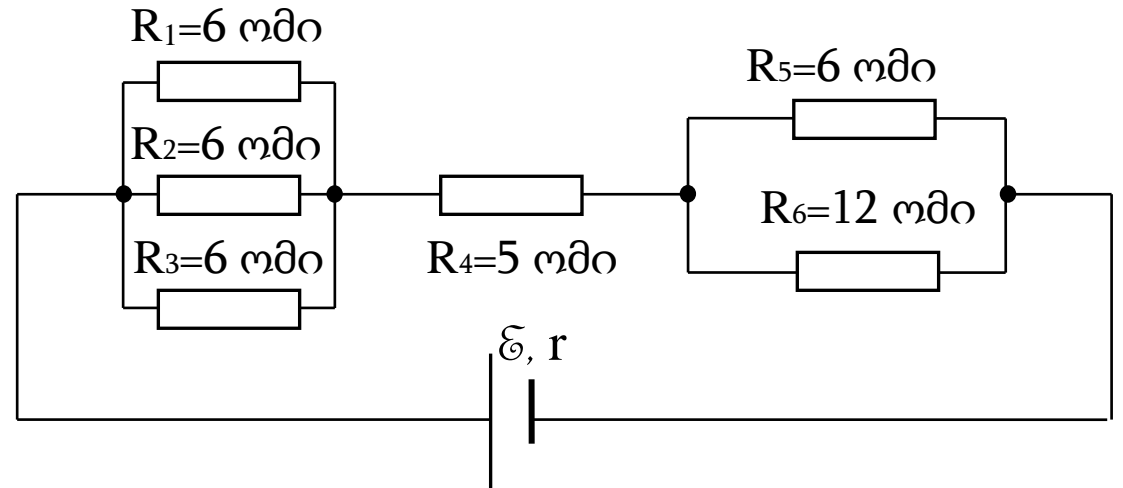 R₁=6 ომი
R₅=6 ომი
R₂=6 ომი
R₆=12 ომი
R₃=6 ომი
R₄=5 ომი
ℰ, r